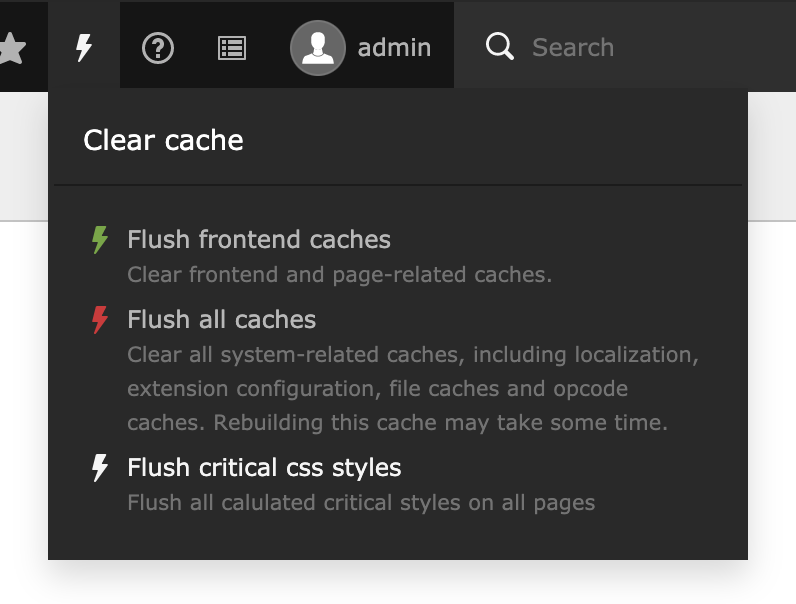 admin
Search
Clear cache
Flush frontend caches
Clear frontend and page-related caches.
Flush all caches
Clear all system-related caches, including localization,
extension configuration, file caches and opcode
caches. Rebuilding this cache may take some time.
Flush critical css styles
Flush all calulated critical styles on all pages